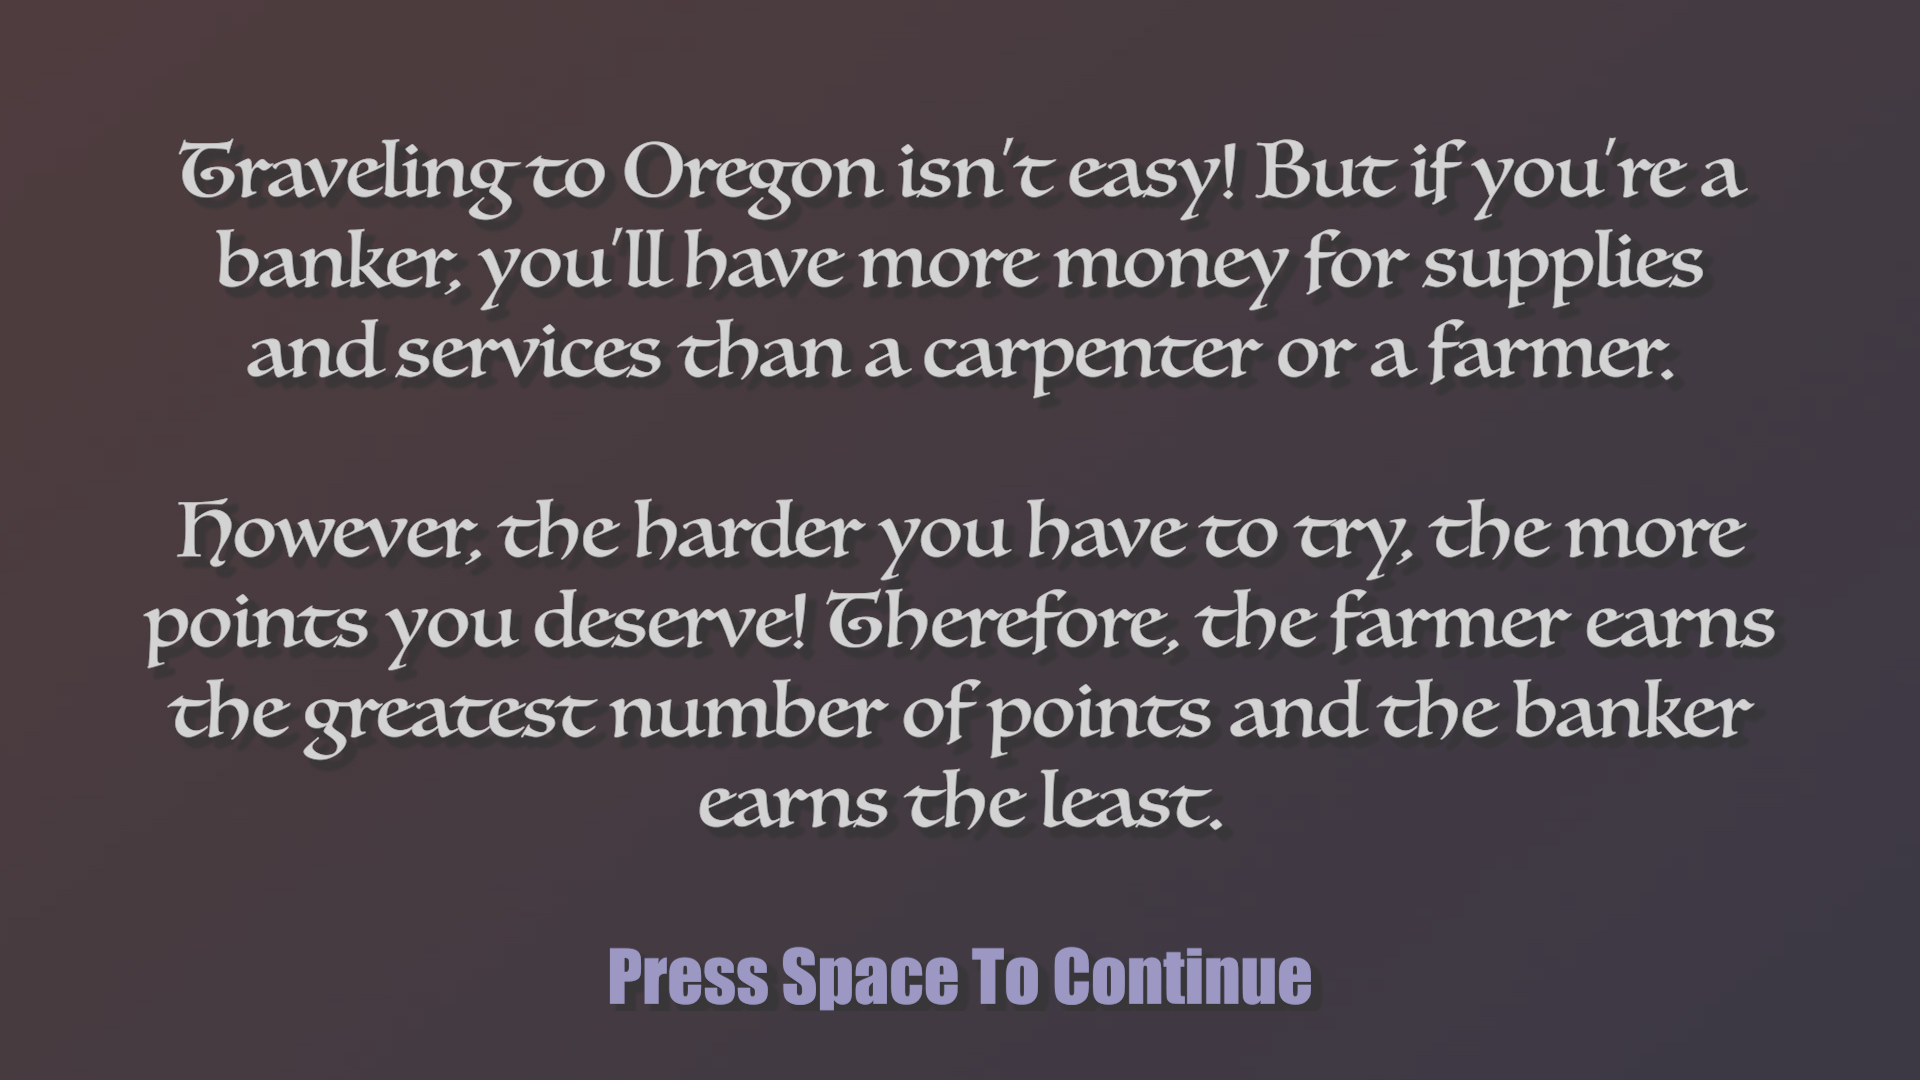 Traveling to Oregon isn't easy! But if you're a
banker, you'll have more money for supplies
and services than a carpenter or a farmer.
However, the harder you have to try, the more
points you deserve! Therefore, the farmer earns
the greatest number of points and the banker
earns the least.
Press Space To Continue